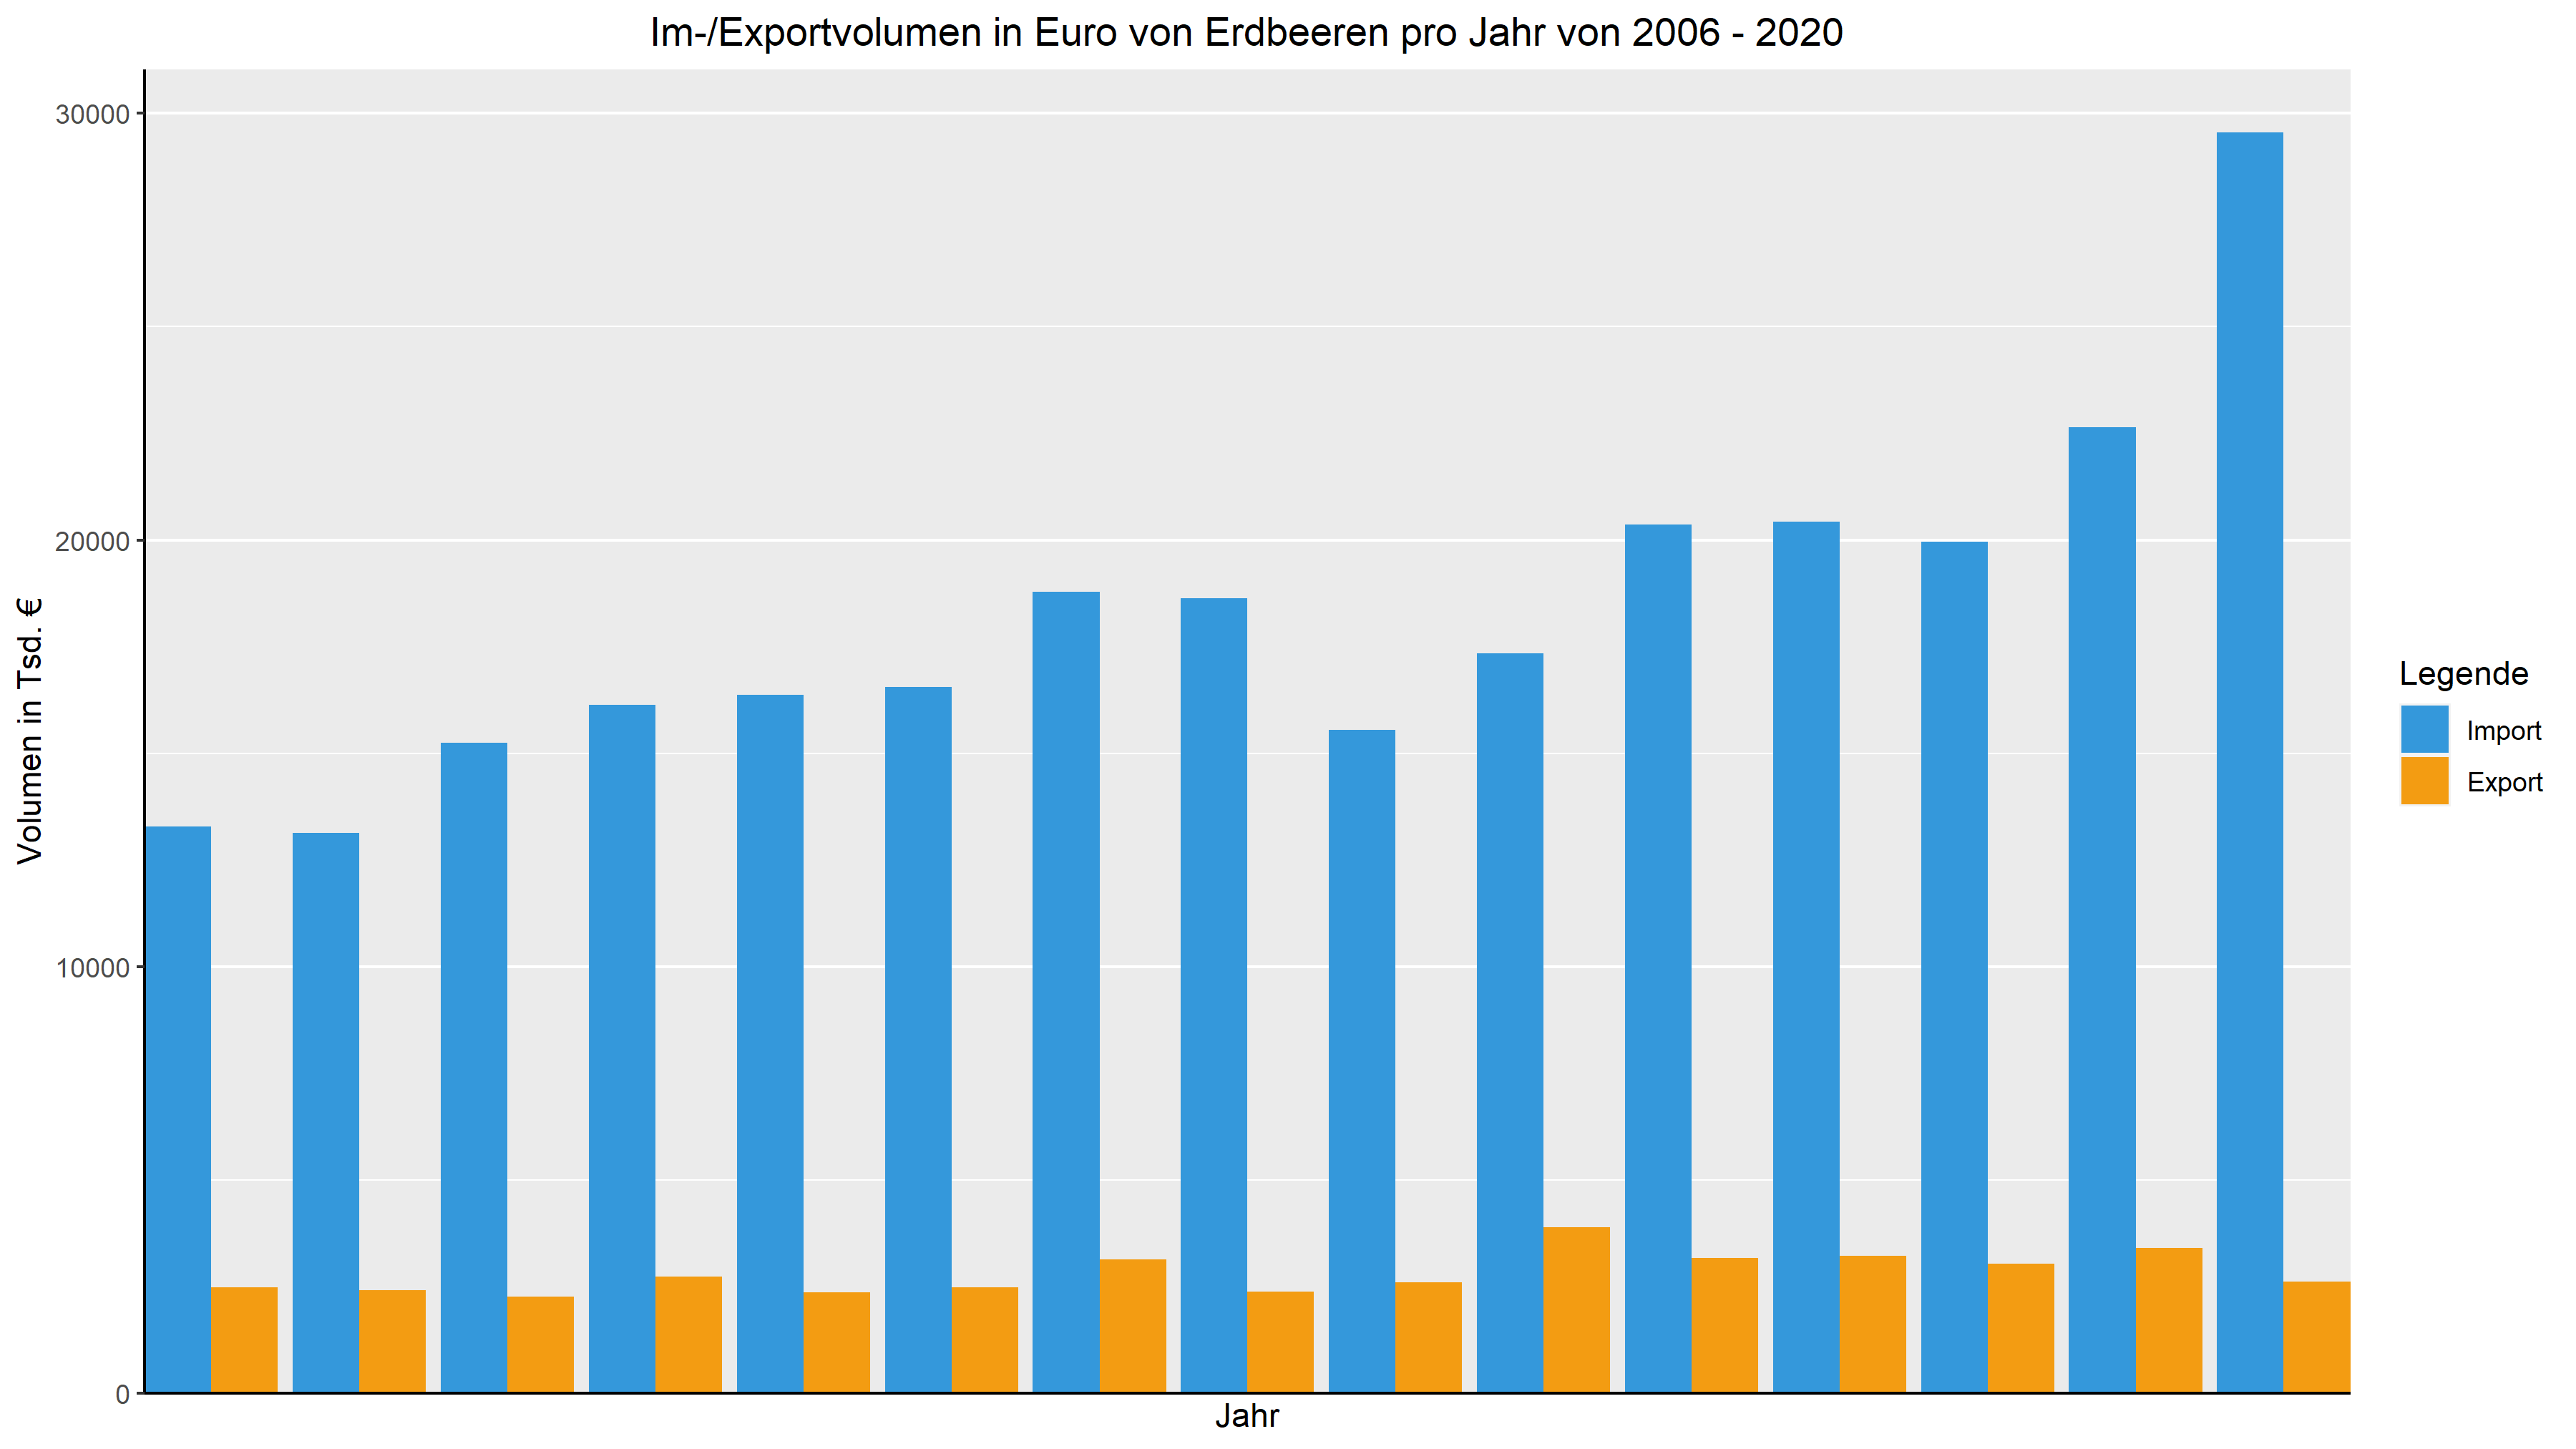 Im-/Exportvolumen in Euro von Erdbeeren pro Jahr von 2006 - 2020
30000
20000
10000
0
Volumen in Tsd. €
Jahr
Legende
Import
Export